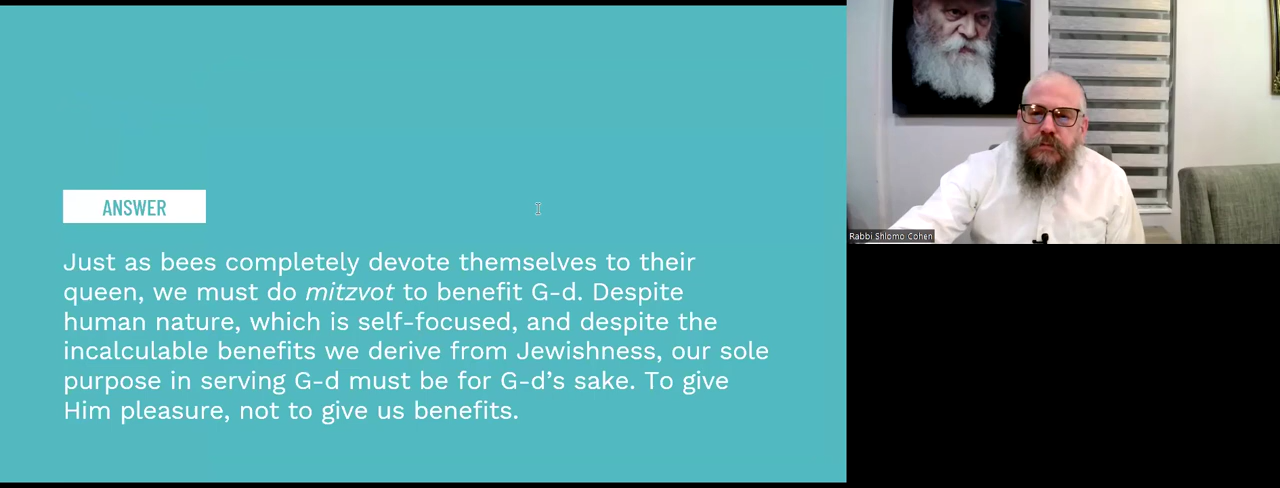 ANSWER
Just as bees completely devote themselves to their
queen, we must do mitzvot to benefit G-d. Despite
human nature, which is self-focused, and despite the
incalculable benefits we derive from Jewishness, our sole
purpose in serving G-d must be for G-d’s sake. To give
Him pleasure, not to give us benefits.
Rabbi Shlomo Cohen